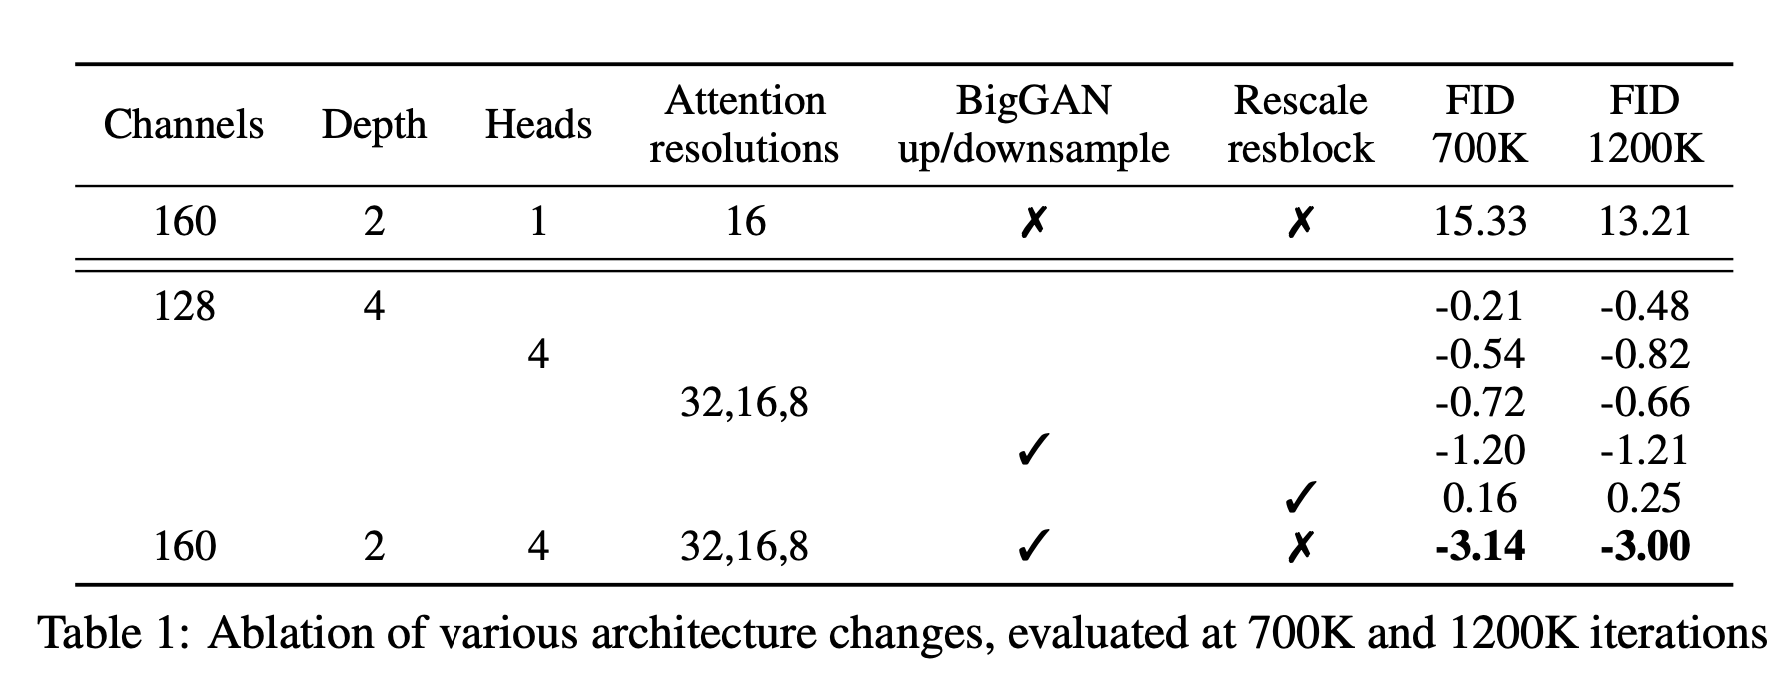 Channels Depth Heads Attention resolutions BigGAN up/downsample Rescale resblock FID 700K FID 1200K
160 2 1 16 ✗ ✗ 15.33 13.21
128 4 -0.21 -0.48
4 -0.54 -0.82
32,16,8 -0.72 -0.66
✓ -1.20 -1.21
✓ 0.16 0.25
160 2 4 32,16,8 ✓ ✗ -3.14 -3.00
Table 1: Ablation of various architecture changes, evaluated at 700K and 1200K iterations